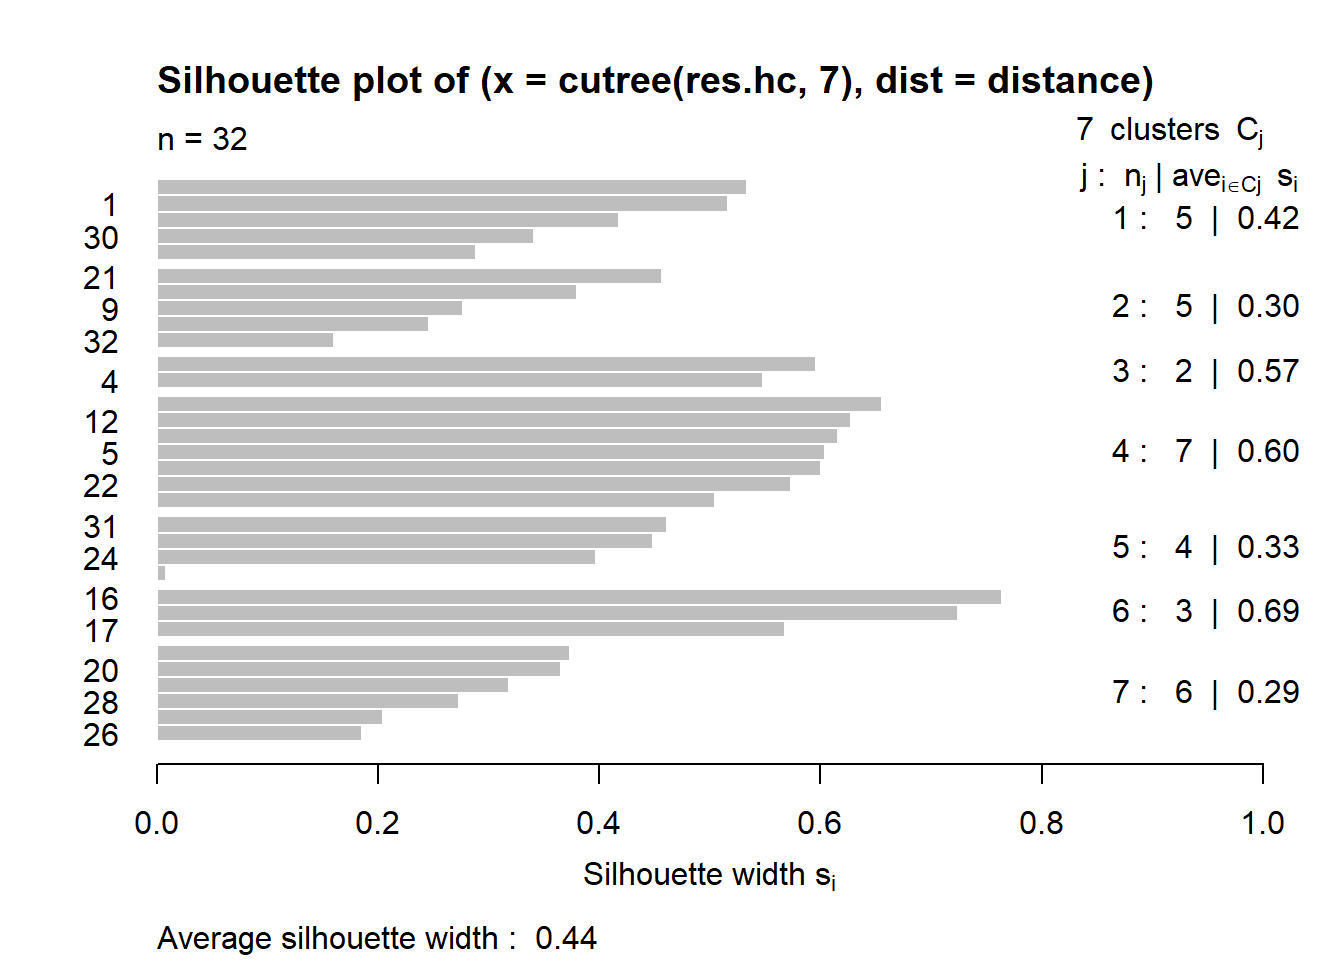 Silhouette plot of (x = cutree(res.hc, 7), dist = distance)
n = 32
7 clusters Cj
j : nj | avei∈Cj si
1
30
21
9
32
4
12
5
22
31
24
16
17
20
28
26
1 : 5 | 0.42
2 : 5 | 0.30
3 : 2 | 0.57
4 : 7 | 0.60
5 : 4 | 0.33
6 : 3 | 0.69
7 : 6 | 0.29
0.0 0.2 0.4 0.6 0.8 1.0
Silhouette width si
Average silhouette width : 0.44